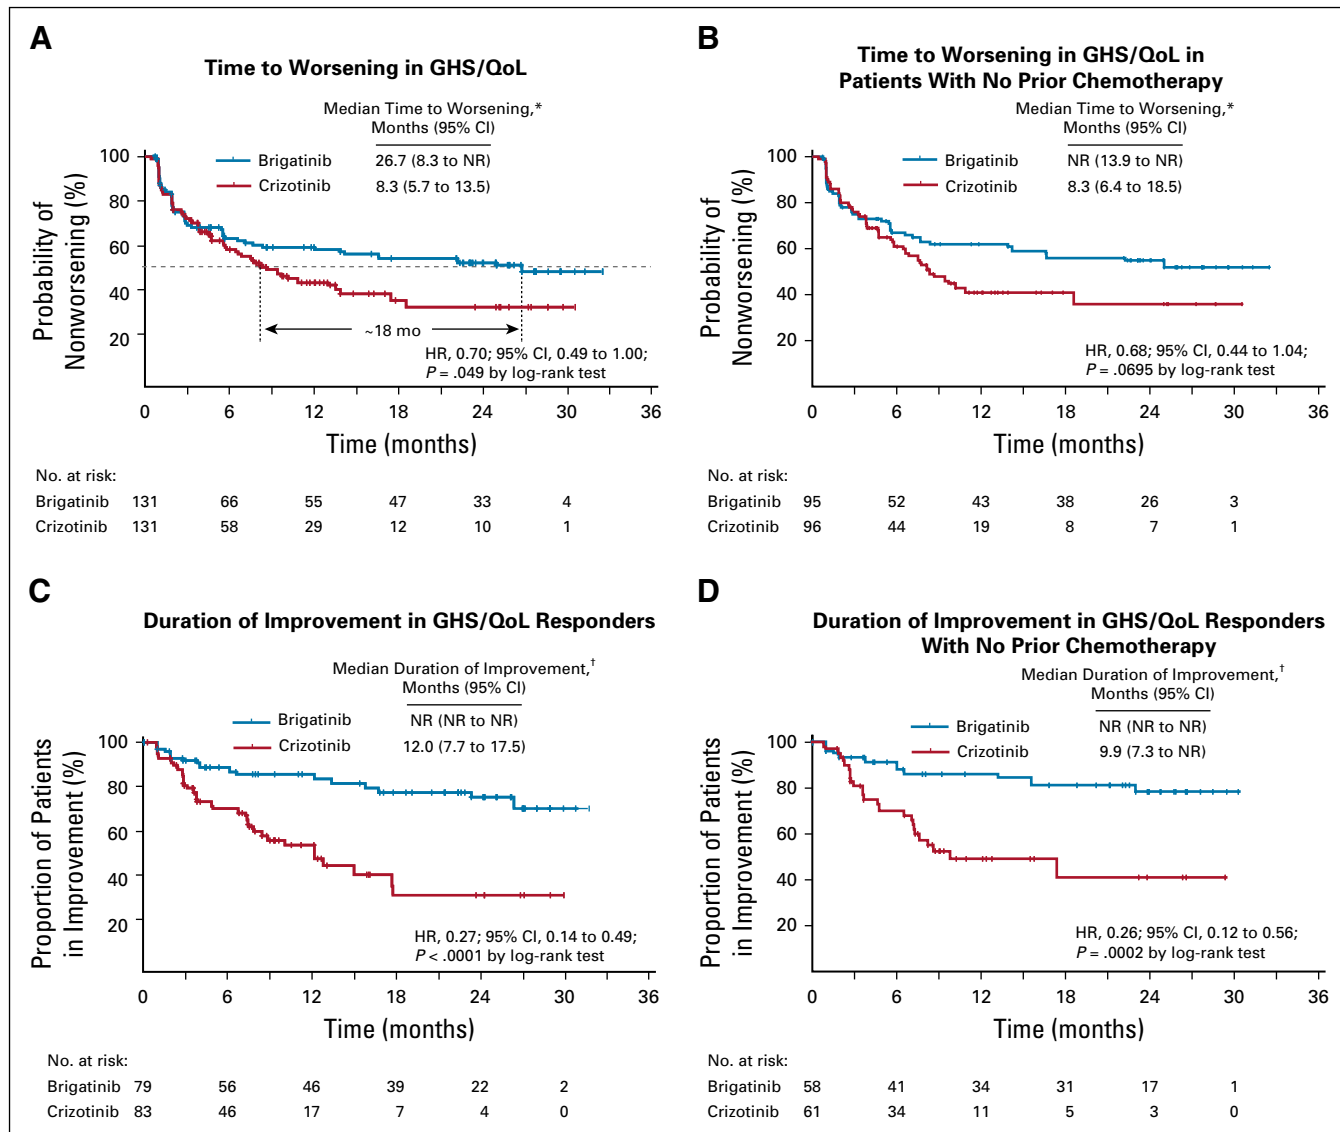 A
Time to Worsening in GHS/QoL
Median Time to Worsening,*
Months (95% CI)
Brigatinib 26.7 (8.3 to NR)
Crizotinib 8.3 (5.7 to 13.5)
Probability of
Nonworsening (%)
100
80
60
40
20
~18 mo
HR, 0.70; 95% CI, 0.49 to 1.00;
P = .049 by log-rank test
0 6 12 18 24 30 36
Time (months)
No. at risk:
Brigatinib 131 66 55 47 33 4
Crizotinib 131 58 29 12 10 1
B
Time to Worsening in GHS/QoL in
Patients With No Prior Chemotherapy
Median Time to Worsening,*
Months (95% CI)
Brigatinib NR (13.9 to NR)
Crizotinib 8.3 (6.4 to 18.5)
Probability of
Nonworsening (%)
100
80
60
40
20
HR, 0.68; 95% CI, 0.44 to 1.04;
P = .0695 by log-rank test
0 6 12 18 24 30 36
Time (months)
No. at risk:
Brigatinib 95 52 43 38 26 3
Crizotinib 96 44 19 8 7 1
C
Duration of Improvement in GHS/QoL Responders
Median Duration of Improvement,†
Months (95% CI)
Brigatinib NR (NR to NR)
Crizotinib 12.0 (7.7 to 17.5)
Proportion of Patients
in Improvement (%)
100
80
60
40
20
HR, 0.27; 95% CI, 0.14 to 0.49;
P < .0001 by log-rank test
0 6 12 18 24 30 36
Time (months)
No. at risk:
Brigatinib 79 56 46 39 22 2
Crizotinib 83 46 17 7 4 0
D
Duration of Improvement in GHS/QoL Responders
With No Prior Chemotherapy
Median Duration of Improvement,†
Months (95% CI)
Brigatinib NR (NR to NR)
Crizotinib 9.9 (7.3 to NR)
Proportion of Patients
in Improvement (%)
100
80
60
40
20
HR, 0.26; 95% CI, 0.12 to 0.56;
P = .0002 by log-rank test
0 6 12 18 24 30 36
Time (months)
No. at risk:
Brigatinib 58 41 34 31 17 1
Crizotinib 61 34 11 5 3 0